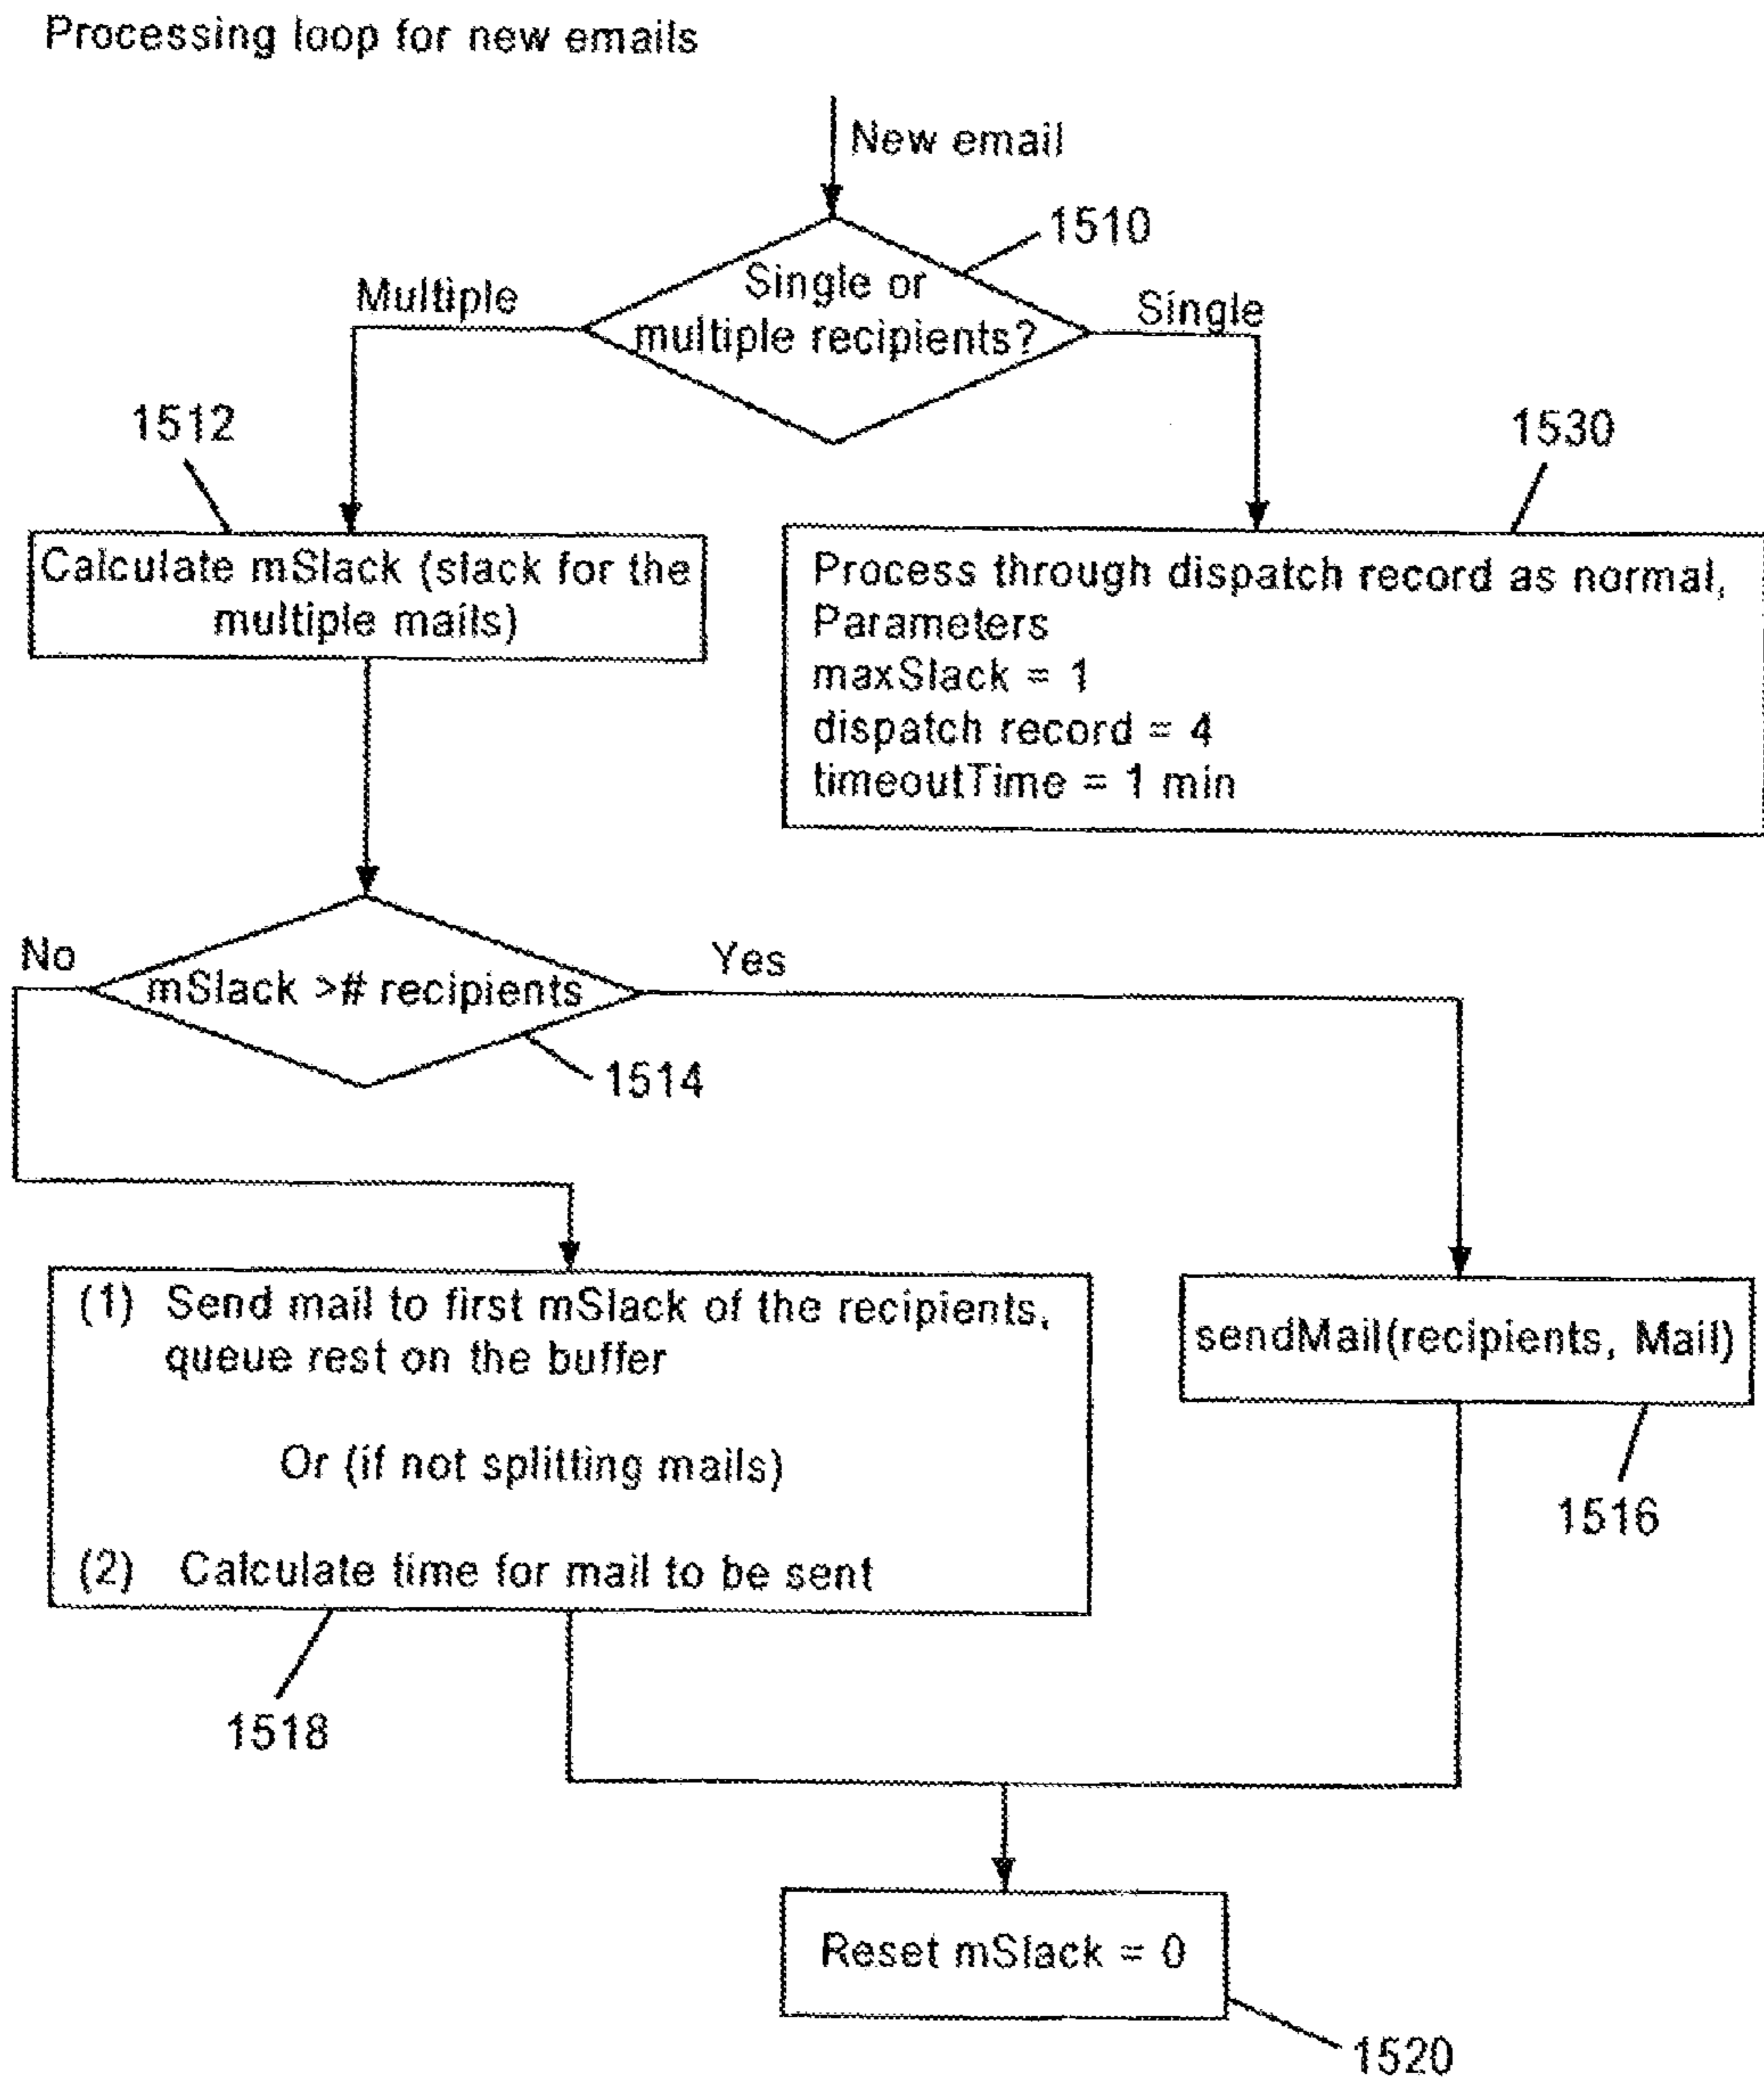 Processing loop for new emails
New email
1510
Single or
multiple recipients?
Multiple
Single
1512
1530
Calculate mSlack (slack for the
multiple mails)
Process through dispatch record as normal,
Parameters
maxSlack = 1
dispatch record = 4
timeoutTime = 1 min
No
mSlack ># recipients
Yes
1514
(1) Send mail to first mSlack of the recipients,
queue rest on the buffer
Or (if not splitting mails)
(2) Calculate time for mail to be sent
sendMail(recipients, Mail)
1516
1518
Reset mSlack = 0
1520